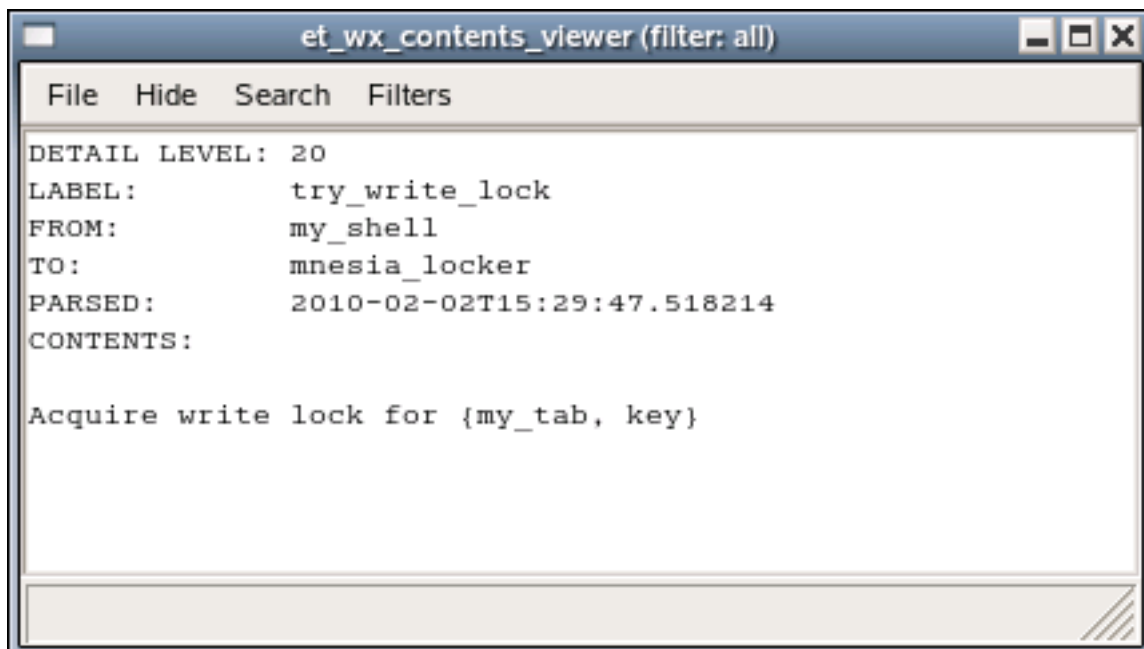 et_wx_contents_viewer (filter: all)
File Hide Search Filters
DETAIL LEVEL: 20
LABEL: try_write_lock
FROM: my_shell
TO: mnesia_locker
PARSED: 2010-02-02T15:29:47.518214
CONTENTS:
Acquire write lock for {my_tab, key}